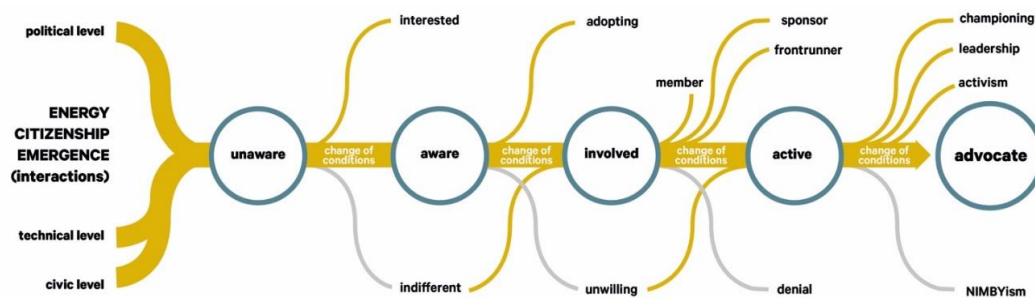 political level
ENERGY
CITIZENSHIP
EMERGENCE
(interactions)
technical level
civic level
unaware
change of
conditions
interested
indifferent
aware
change of
conditions
adopting
unwilling
involved
change of
conditions
member
sponsor
frontrunner
denial
active
change of
conditions
championing
leadership
activism
NIMBYism
advocate